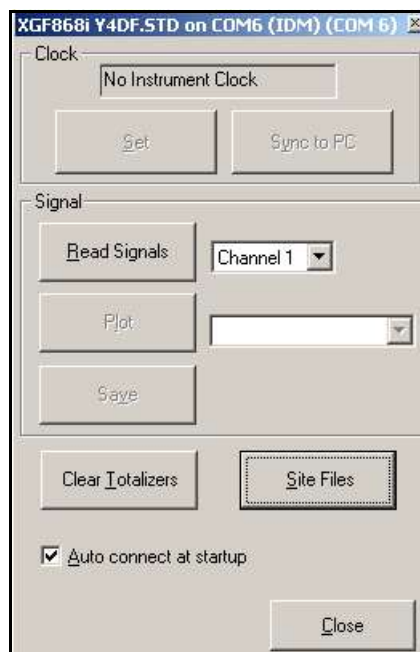 XGF868i Y4DF.STD on COM6 (IDM) (COM 6)
Clock
No Instrument Clock
Set Sync to PC
Signal
Read Signals Channel 1
Plot
Save
Clear Totalizers Site Files
Auto connect at startup
Close